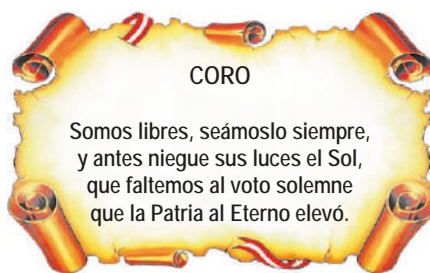 CORO
Somos libres, seámoslo siempre,
y antes niegue sus luces el Sol,
que faltemos al voto solemne
que la Patria al Eterno elevó.